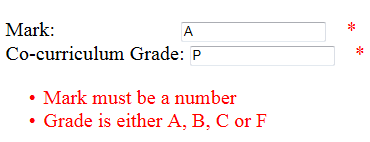 Mark: A *
Co-curriculum Grade: P *
• Mark must be a number
• Grade is either A, B, C or F